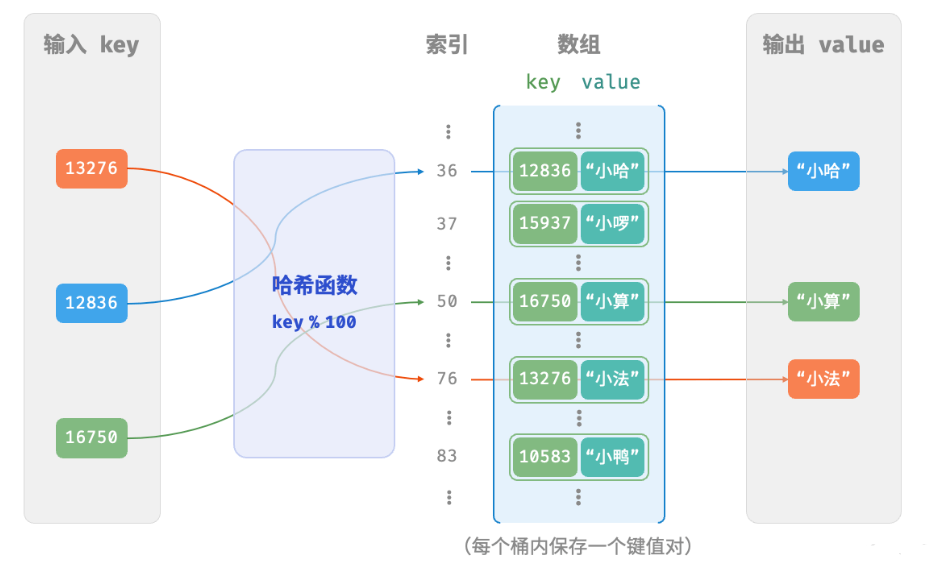 输入 key
索引
数组
输出 value
key value
13276
36
12836 “小哈”
“小哈”
37
15937 “小啰”
哈希函数
key % 100
12836
50
16750 “小算”
“小算”
76
13276 “小法”
“小法”
16750
83
10583 “小鸭”
(每个桶内保存一个键值对)